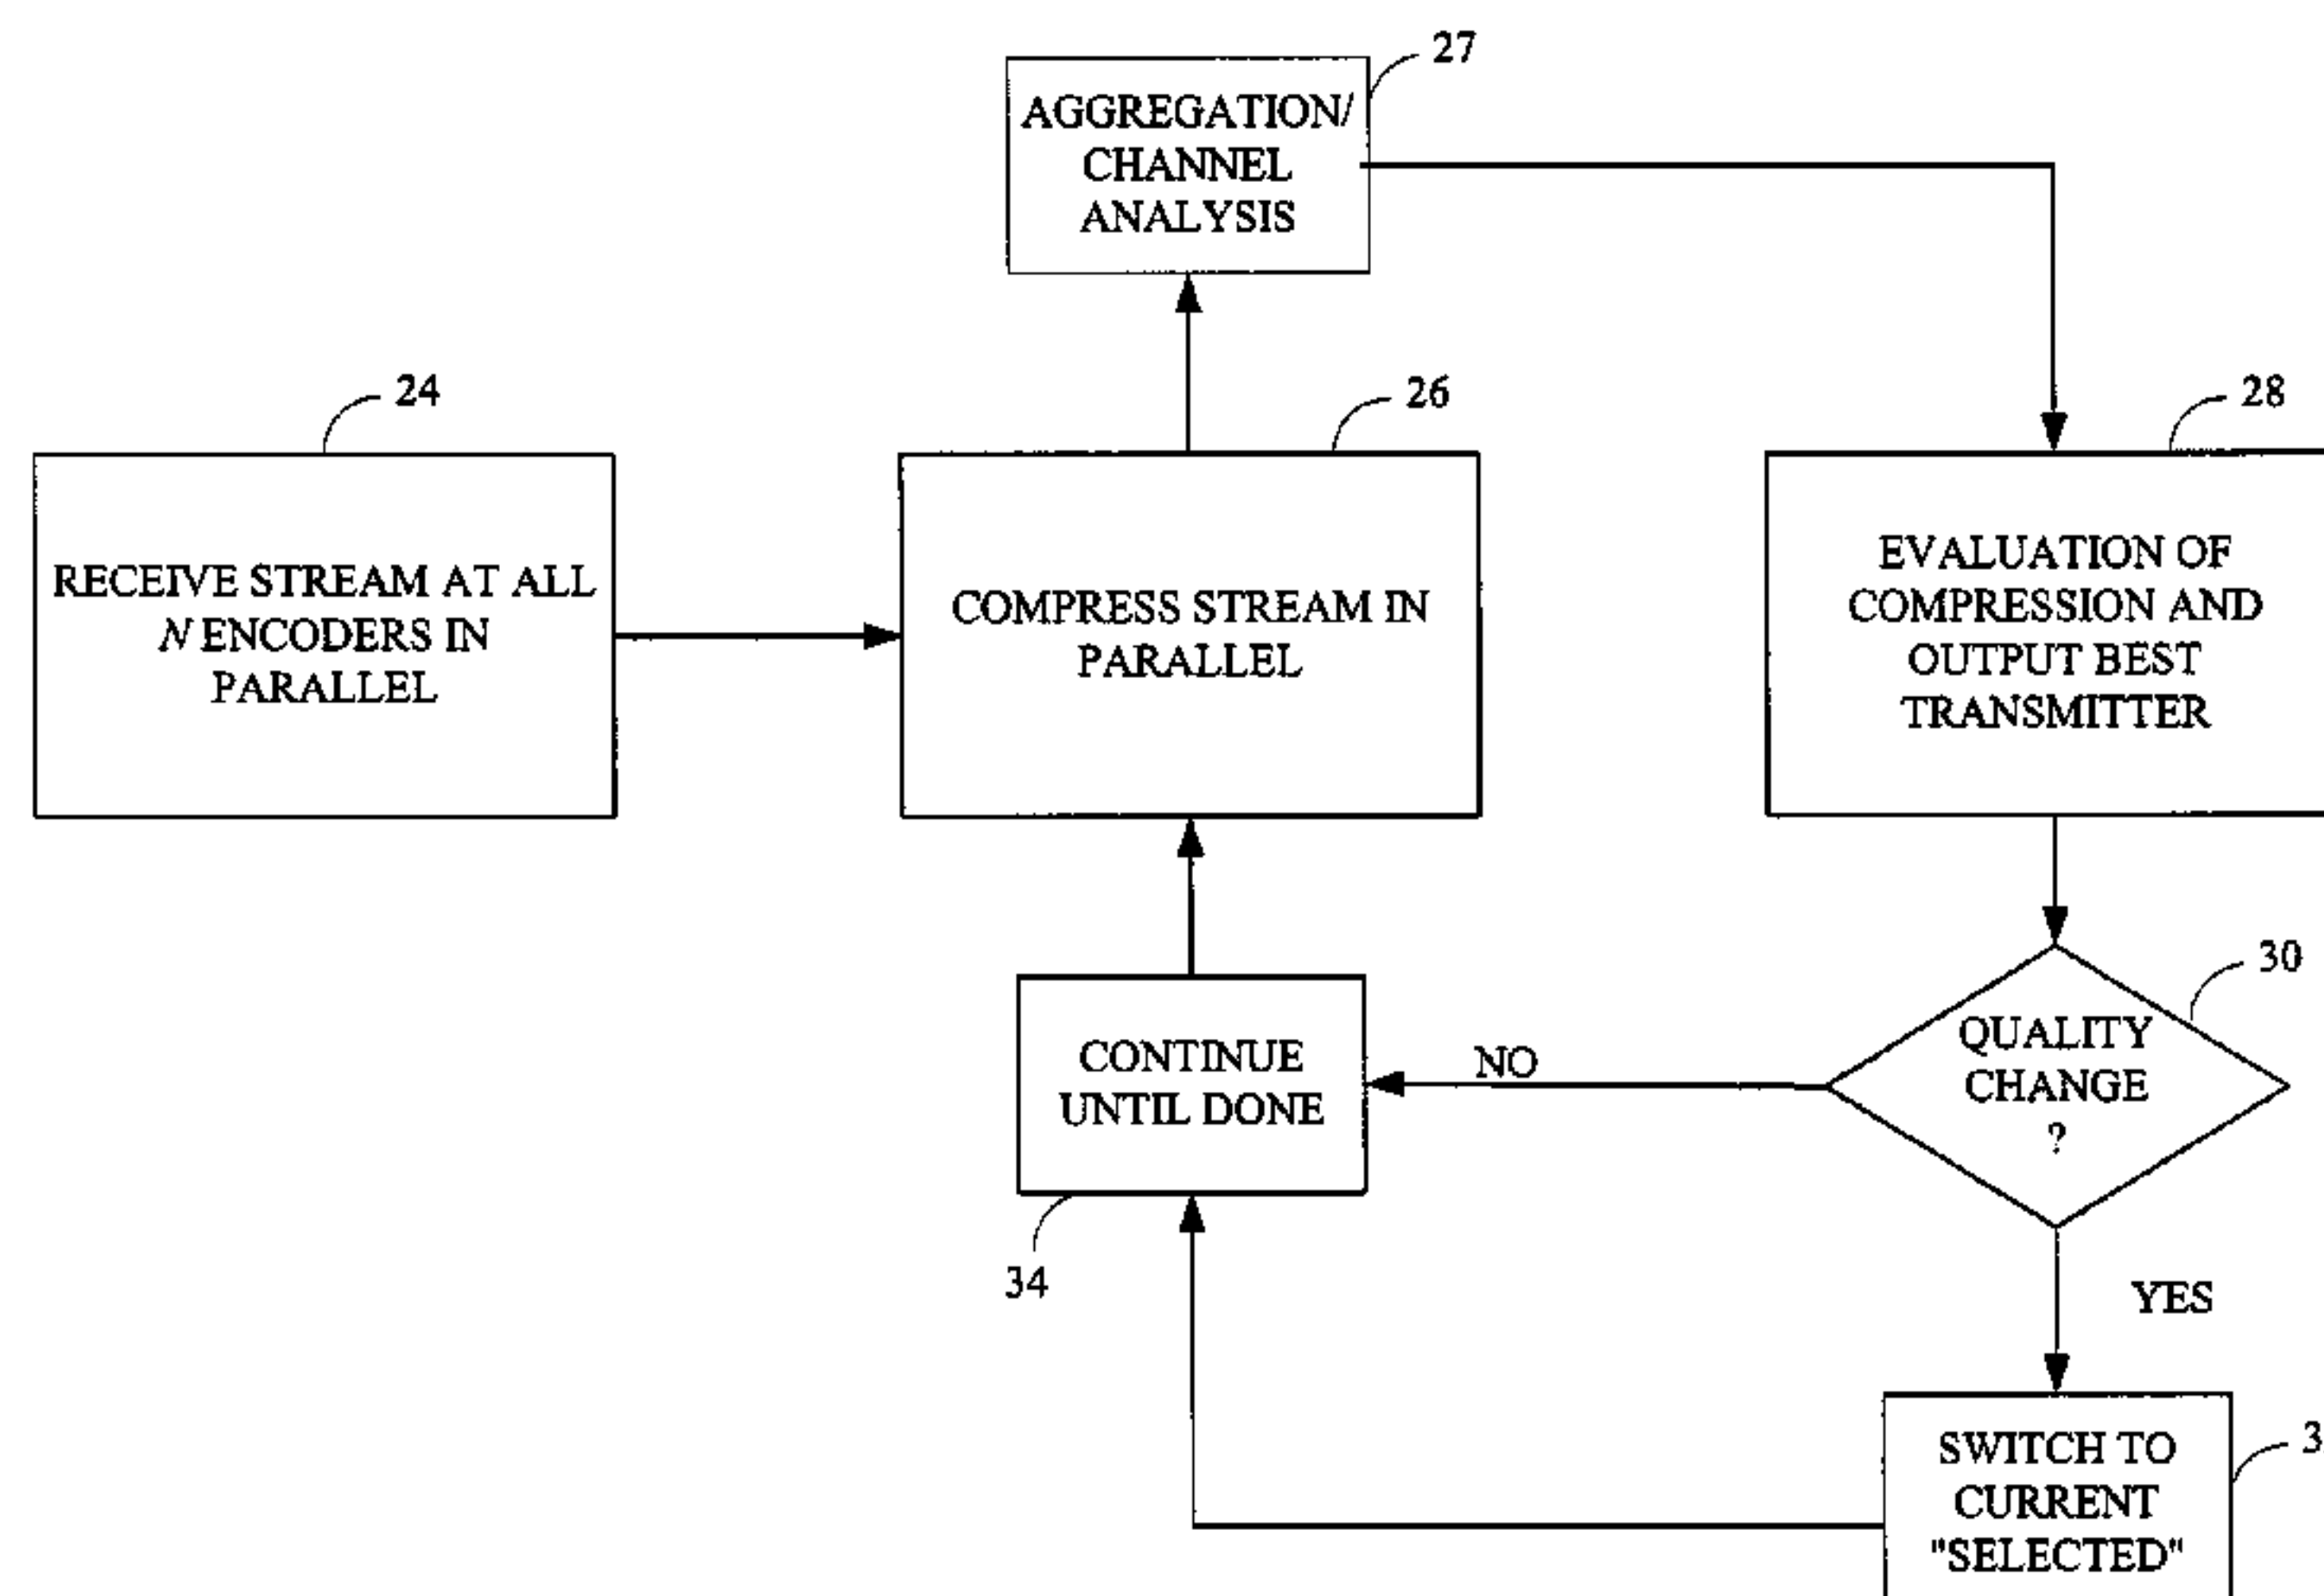 27
AGGREGATION/
CHANNEL
ANALYSIS
24
26
28
RECEIVE STREAM AT ALL
N ENCODERS IN
PARALLEL
COMPRESS STREAM IN
PARALLEL
EVALUATION OF
COMPRESSION AND
OUTPUT BEST
TRANSMITTER
30
QUALITY
CHANGE
?
NO
CONTINUE
UNTIL DONE
34
YES
SWITCH TO
CURRENT
"SELECTED"